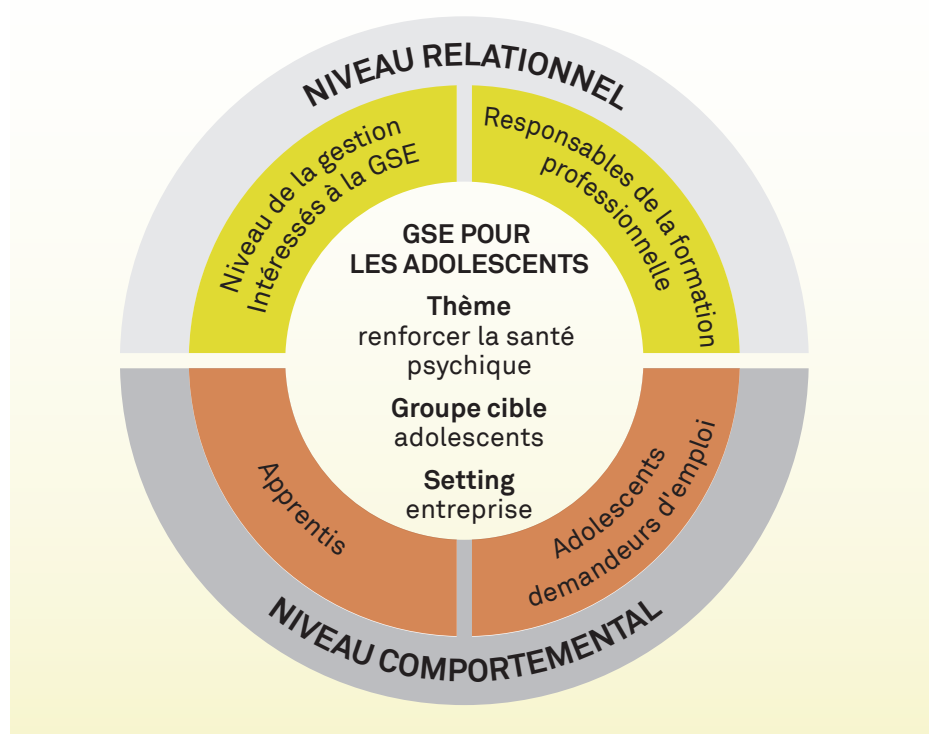 NIVEAU RELATIONNEL
Niveau de la gestion
Intéressés à la GSE
Responsables de la formation
professionnelle
GSE POUR
LES ADOLESCENTS
Thème
renforcer la santé
psychique
Groupe cible
adolescents
Setting
entreprise
Apprentis
Adolescents
demandeurs d'emploi
NIVEAU COMPORTEMENTAL